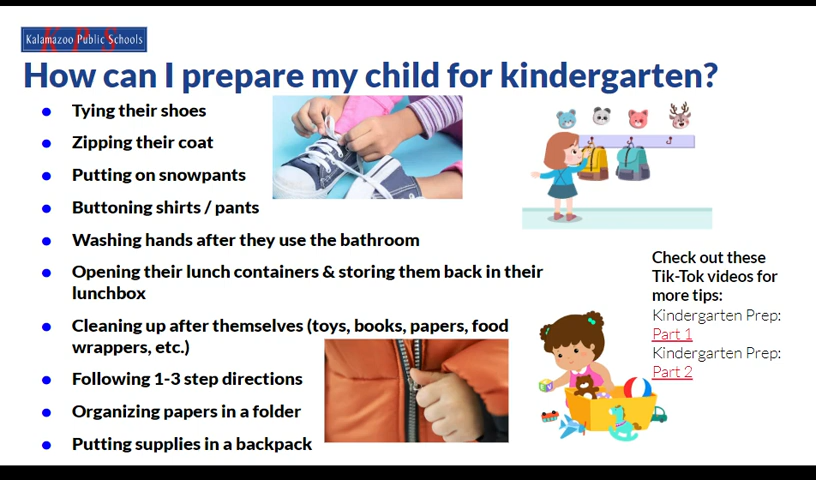 Kalamazoo Public Schools
How can I prepare my child for kindergarten?
Tying their shoes
Zipping their coat
Putting on snowpants
Buttoning shirts / pants
Washing hands after they use the bathroom
Opening their lunch containers & storing them back in their
lunchbox
Cleaning up after themselves (toys, books, papers, food
wrappers, etc.)
Following 1-3 step directions
Organizing papers in a folder
Putting supplies in a backpack
Check out these
Tik-Tok videos for
more tips:
Kindergarten Prep:
Part 1
Kindergarten Prep:
Part 2